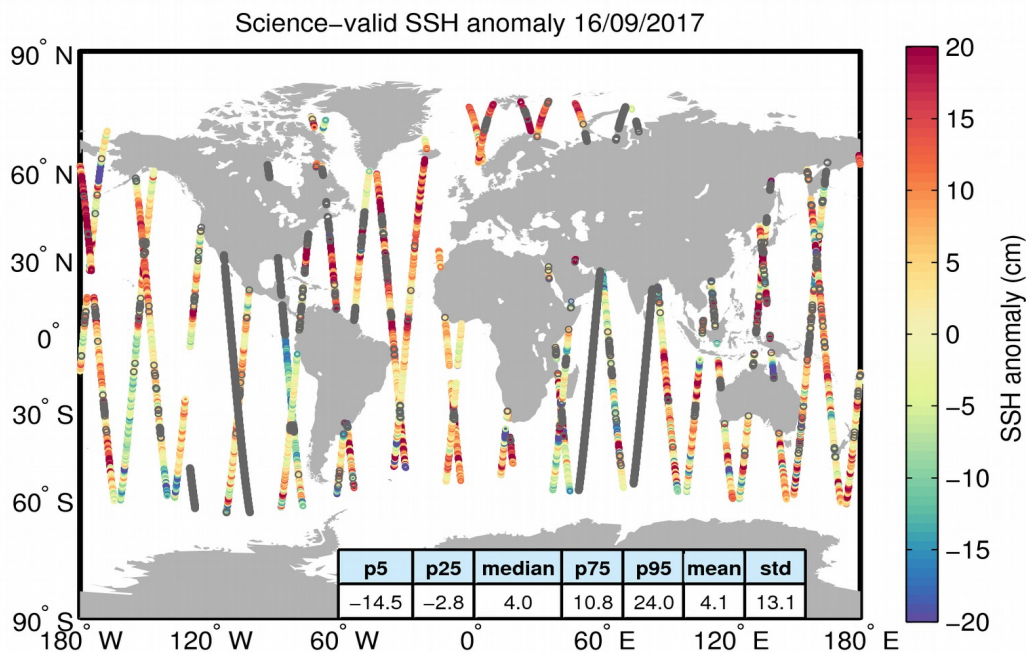 Science−valid SSH anomaly 16/09/2017
90° N
60° N
30° N
0°
30° S
60° S
90° S
180° W 120° W 60° W 0° 60° E 120° E 180° E
p5 p25 median p75 p95 mean std
−14.5 −2.8 4.0 10.8 24.0 4.1 13.1
20
15
10
5
0
−5
−10
−15
−20
SSH anomaly (cm)